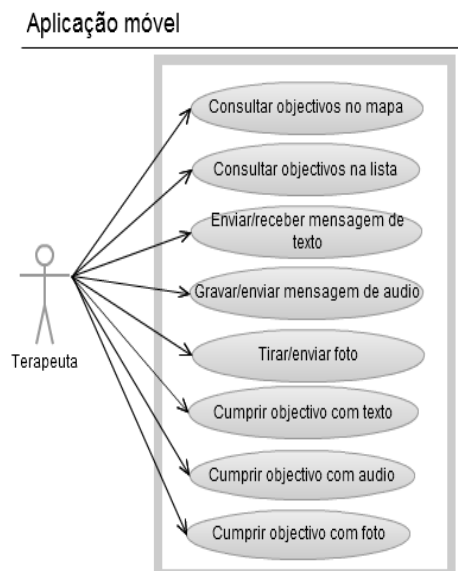 Aplicação móvel
Consultar objectivos no mapa
Consultar objectivos na lista
Enviar/receber mensagem de
texto
Gravar/enviar mensagem de audio
Tirar/enviar foto
Terapeuta
Cumprir objectivo com texto
Cumprir objectivo com audio
Cumprir objectivo com foto